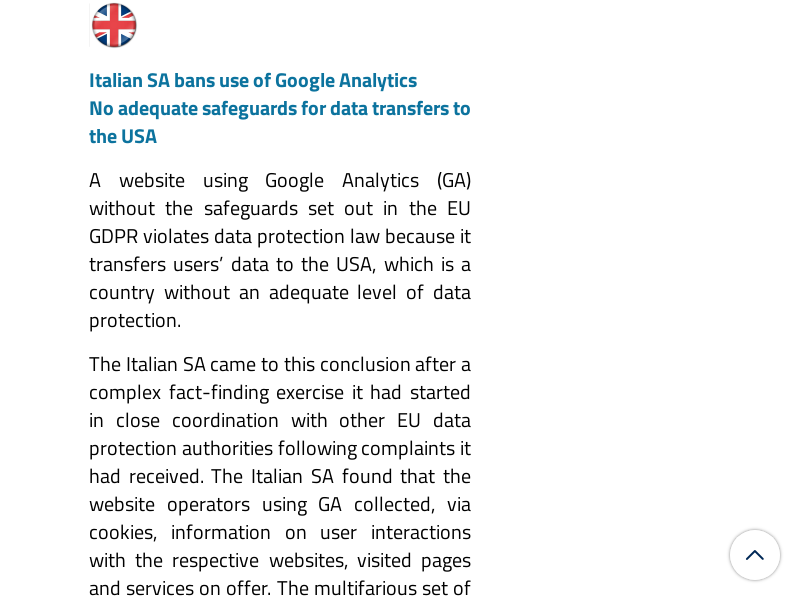 Italian SA bans use of Google Analytics
No adequate safeguards for data transfers to
the USA
A website using Google Analytics (GA)
without the safeguards set out in the EU
GDPR violates data protection law because it
transfers users’ data to the USA, which is a
country without an adequate level of data
protection.
The Italian SA came to this conclusion after a
complex fact-finding exercise it had started
in close coordination with other EU data
protection authorities following complaints it
had received. The Italian SA found that the
website operators using GA collected, via
cookies, information on user interactions
with the respective websites, visited pages
and services on offer. The multifarious set of